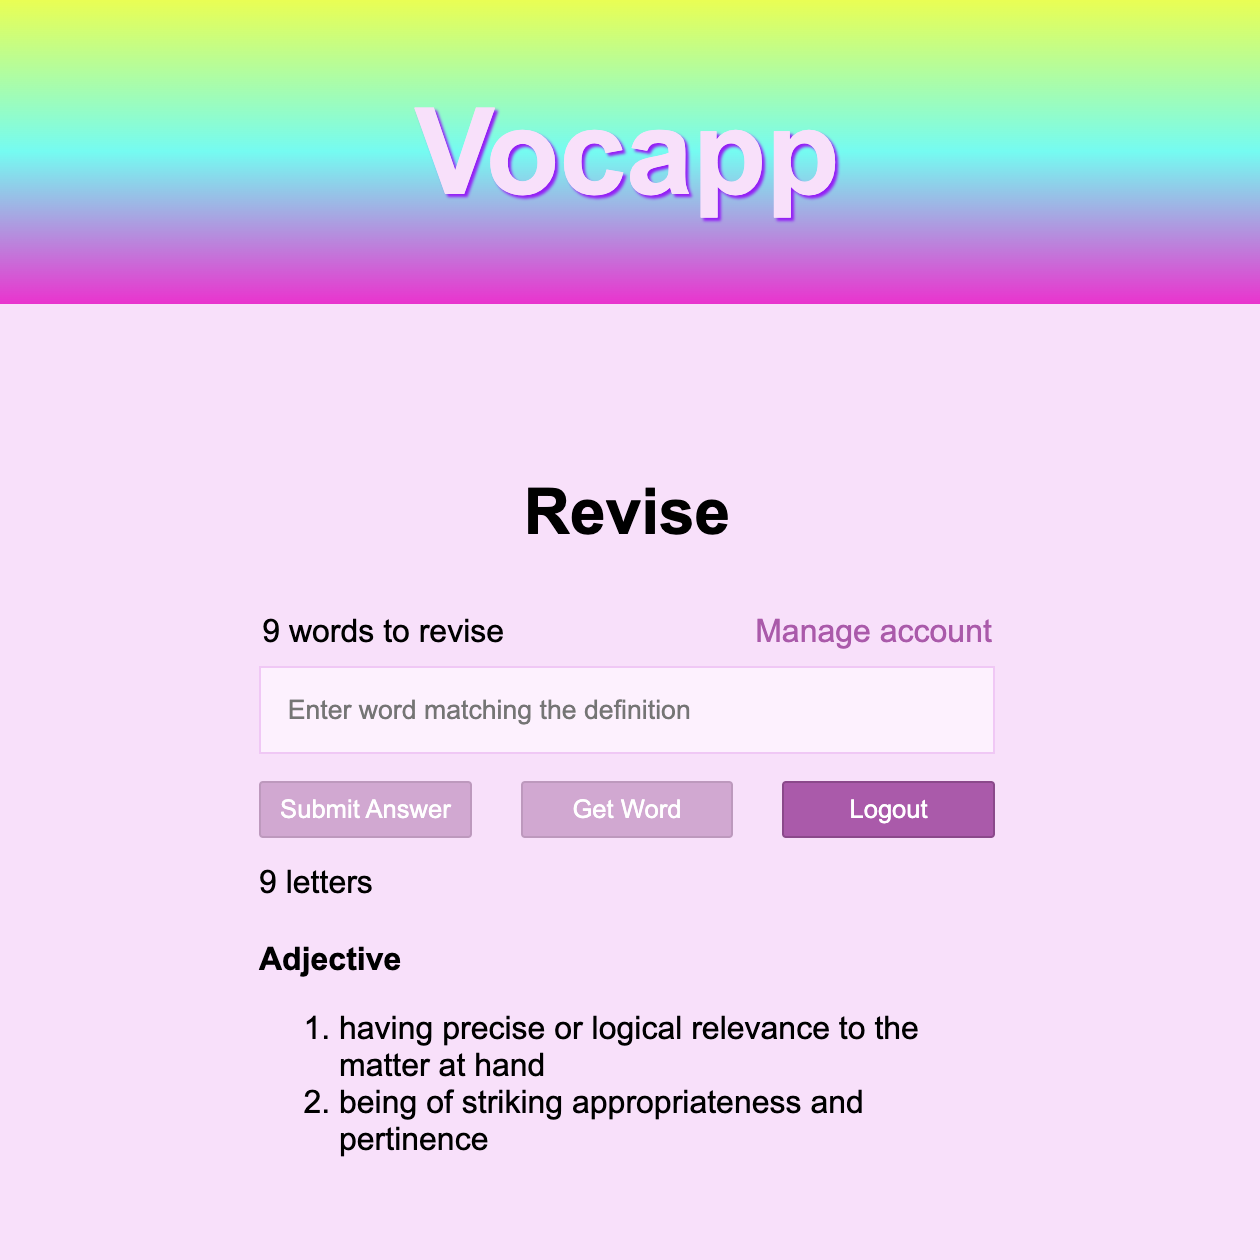 Vocapp
Revise
9 words to revise
Manage account
Enter word matching the definition
Submit Answer
Get Word
Logout
9 letters
Adjective
1. having precise or logical relevance to the
matter at hand
2. being of striking appropriateness and
pertinence